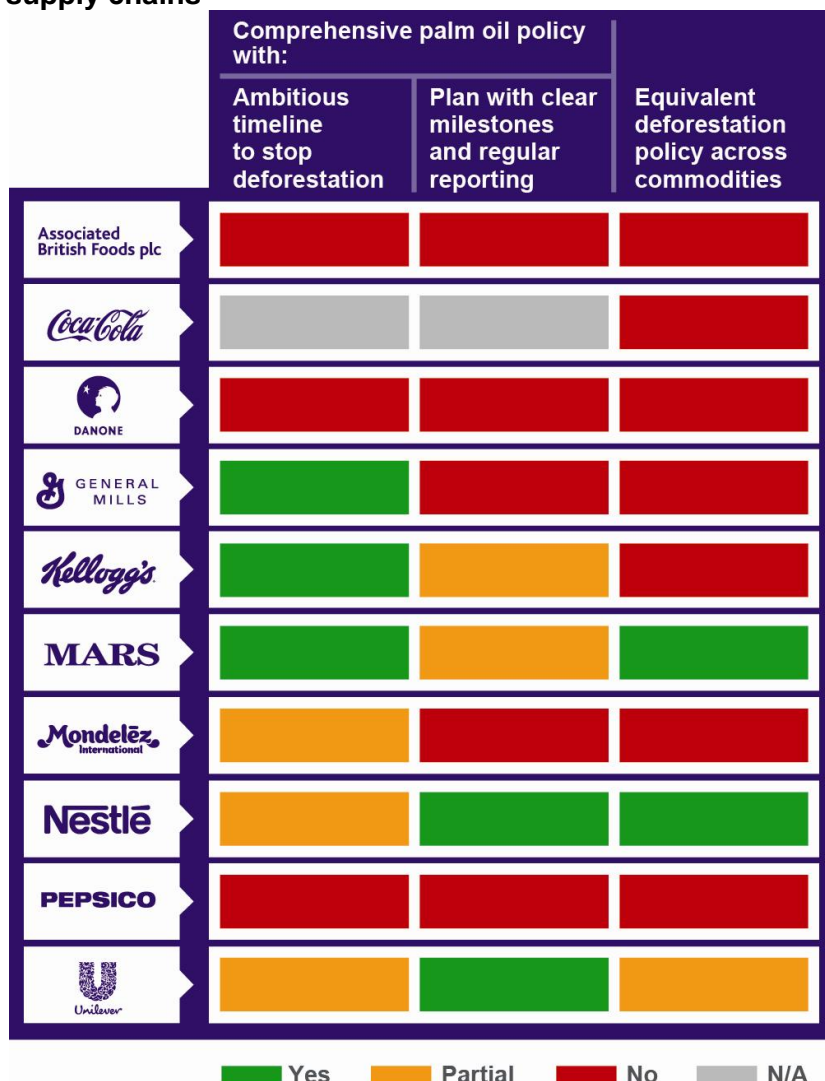 supply chains
Comprehensive palm oil policy
with:
Ambitious
timeline
to stop
deforestation
Plan with clear
milestones
and regular
reporting
Equivalent
deforestation
policy across
commodities
Associated
British Foods plc
Coca-Cola
DANONE
G GENERAL
MILLS
Kellogg's
MARS
Mondelēz
International
Nestlé
PEPSICO
U
Unilever
Yes Partial No N/A